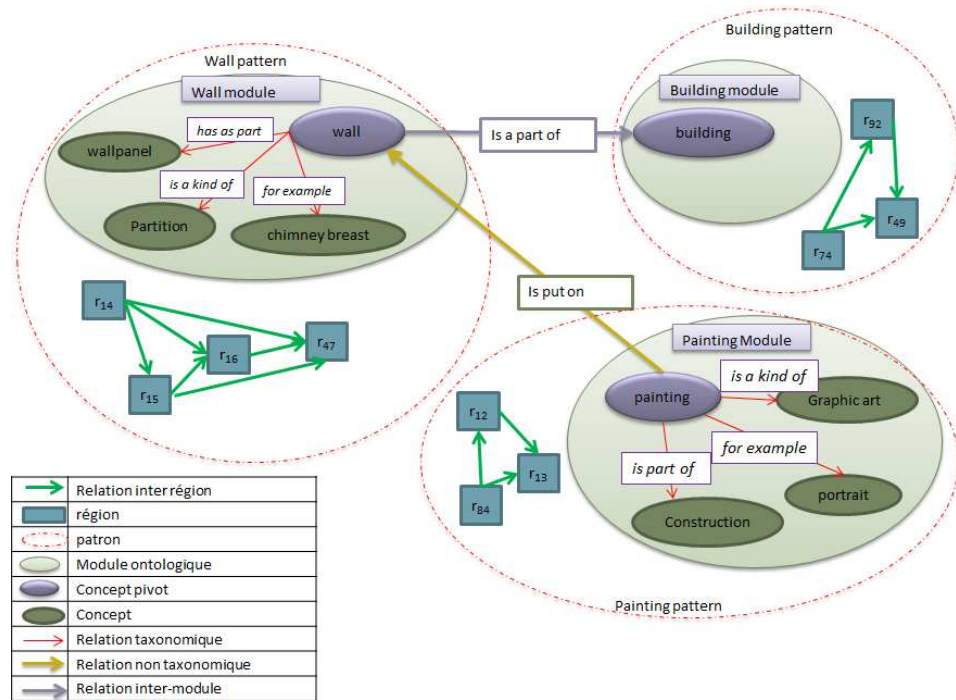 Building pattern
Wall pattern
Wall module
Building module
has as part
wall
Is a part of
building
r92
wallpanel
is a kind of
for example
Partition
chimney breast
r49
r74
Is put on
r14
r16
r47
r15
Painting Module
is a kind of
painting
Graphic art
r12
for example
is part of
r13
portrait
r84
Construction
Relation inter région
région
patron
Module ontologique
Concept pivot
Concept
Relation taxonomique
Relation non taxonomique
Relation inter-module
Painting pattern